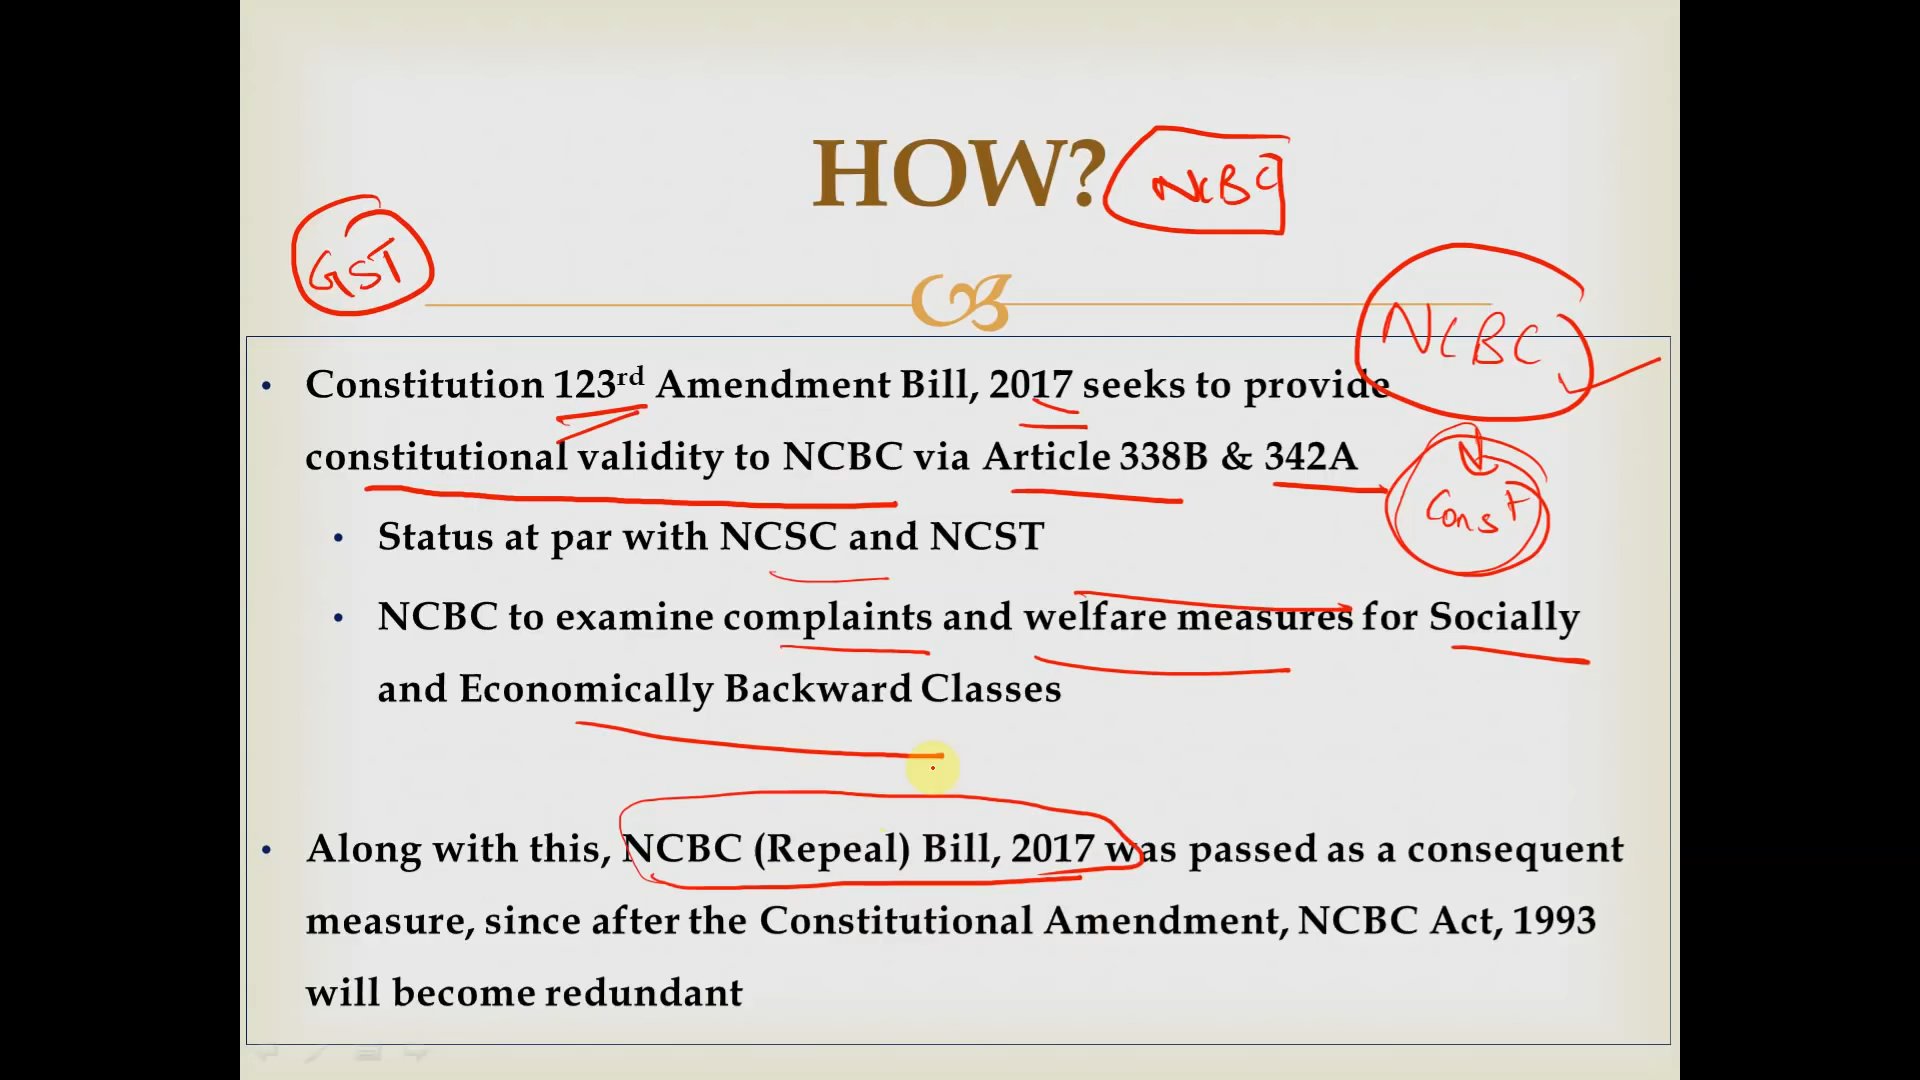 HOW?
NCBC
GST
NCBC
• Constitution 123rd Amendment Bill, 2017 seeks to provide
constitutional validity to NCBC via Article 338B & 342A
Const
• Status at par with NCSC and NCST
• NCBC to examine complaints and welfare measures for Socially
and Economically Backward Classes
• Along with this, NCBC (Repeal) Bill, 2017 was passed as a consequent
measure, since after the Constitutional Amendment, NCBC Act, 1993
will become redundant